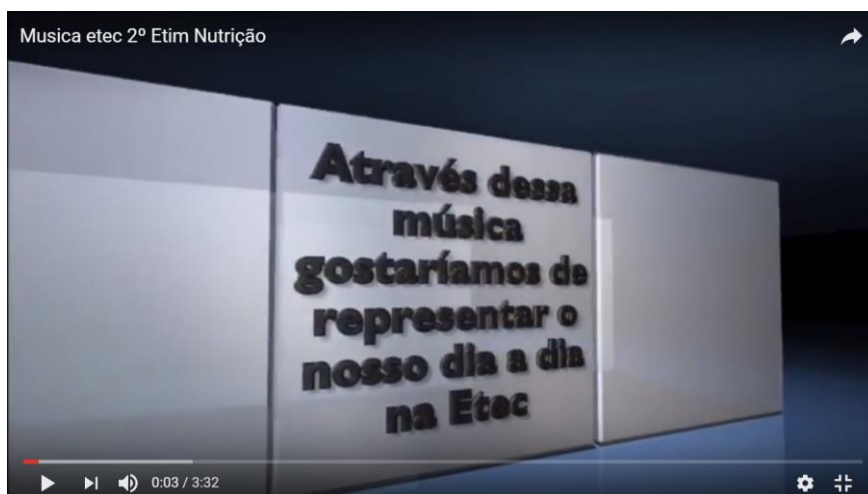 Musica etec 2º Etim Nutrição
Através dessa
música
gostaríamos de
representar o
nosso dia a dia
na Etec
0:03 / 3:32